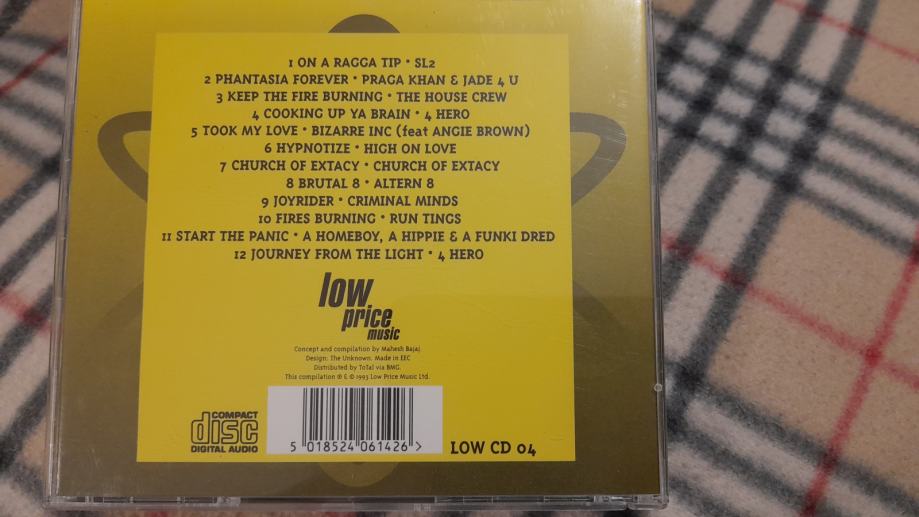 1 ON A RAGGA TIP • SL2
2 PHANTASIA FOREVER • PRAGA KHAN & JADE 4 U
3 KEEP THE FIRE BURNING • THE HOUSE CREW
4 COOKING UP YA BRAIN • 4 HERO
5 TOOK MY LOVE • BIZARRE INC (feat ANGIE BROWN)
6 HYPNOTIZE • HIGH ON LOVE
7 CHURCH OF EXTACY • CHURCH OF EXTACY
8 BRUTAL 8 • ALTERN 8
9 JOYRIDER • CRIMINAL MINDS
10 FIRES BURNING • RUN TINGS
11 START THE PANIC • A HOMEBOY, A HIPPIE & A FUNKI DRED
12 JOURNEY FROM THE LIGHT • 4 HERO
low
price
music
Concept and compilation by Mahesh Bajaj
Design: The Unknown. Made in EEC
Distributed by ToTal via BMG.
This compilation ℗ & © 1993 Low Price Music Ltd.
COMPACT
disc
DIGITAL AUDIO
5 018524 061426 >
LOW CD 04